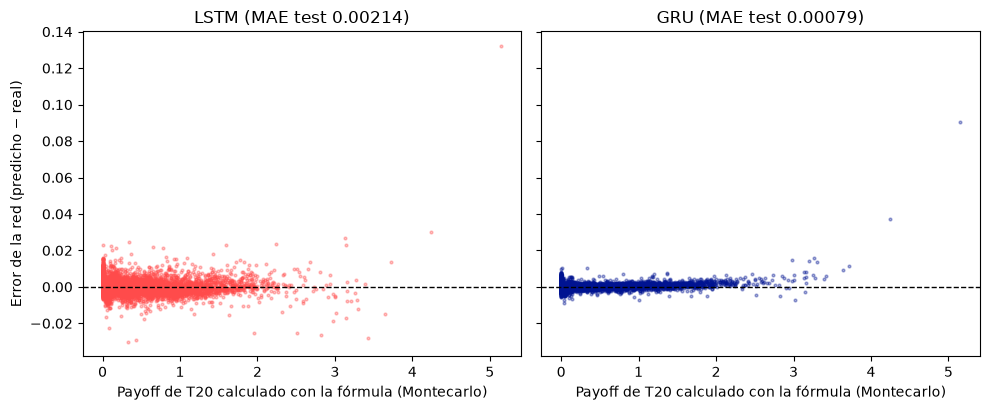 LSTM (MAE test 0.00214)
GRU (MAE test 0.00079)
Error de la red (predicho − real)
0.14
0.12
0.10
0.08
0.06
0.04
0.02
0.00
−0.02
0 1 2 3 4 5
0 1 2 3 4 5
Payoff de T20 calculado con la fórmula (Montecarlo)
Payoff de T20 calculado con la fórmula (Montecarlo)